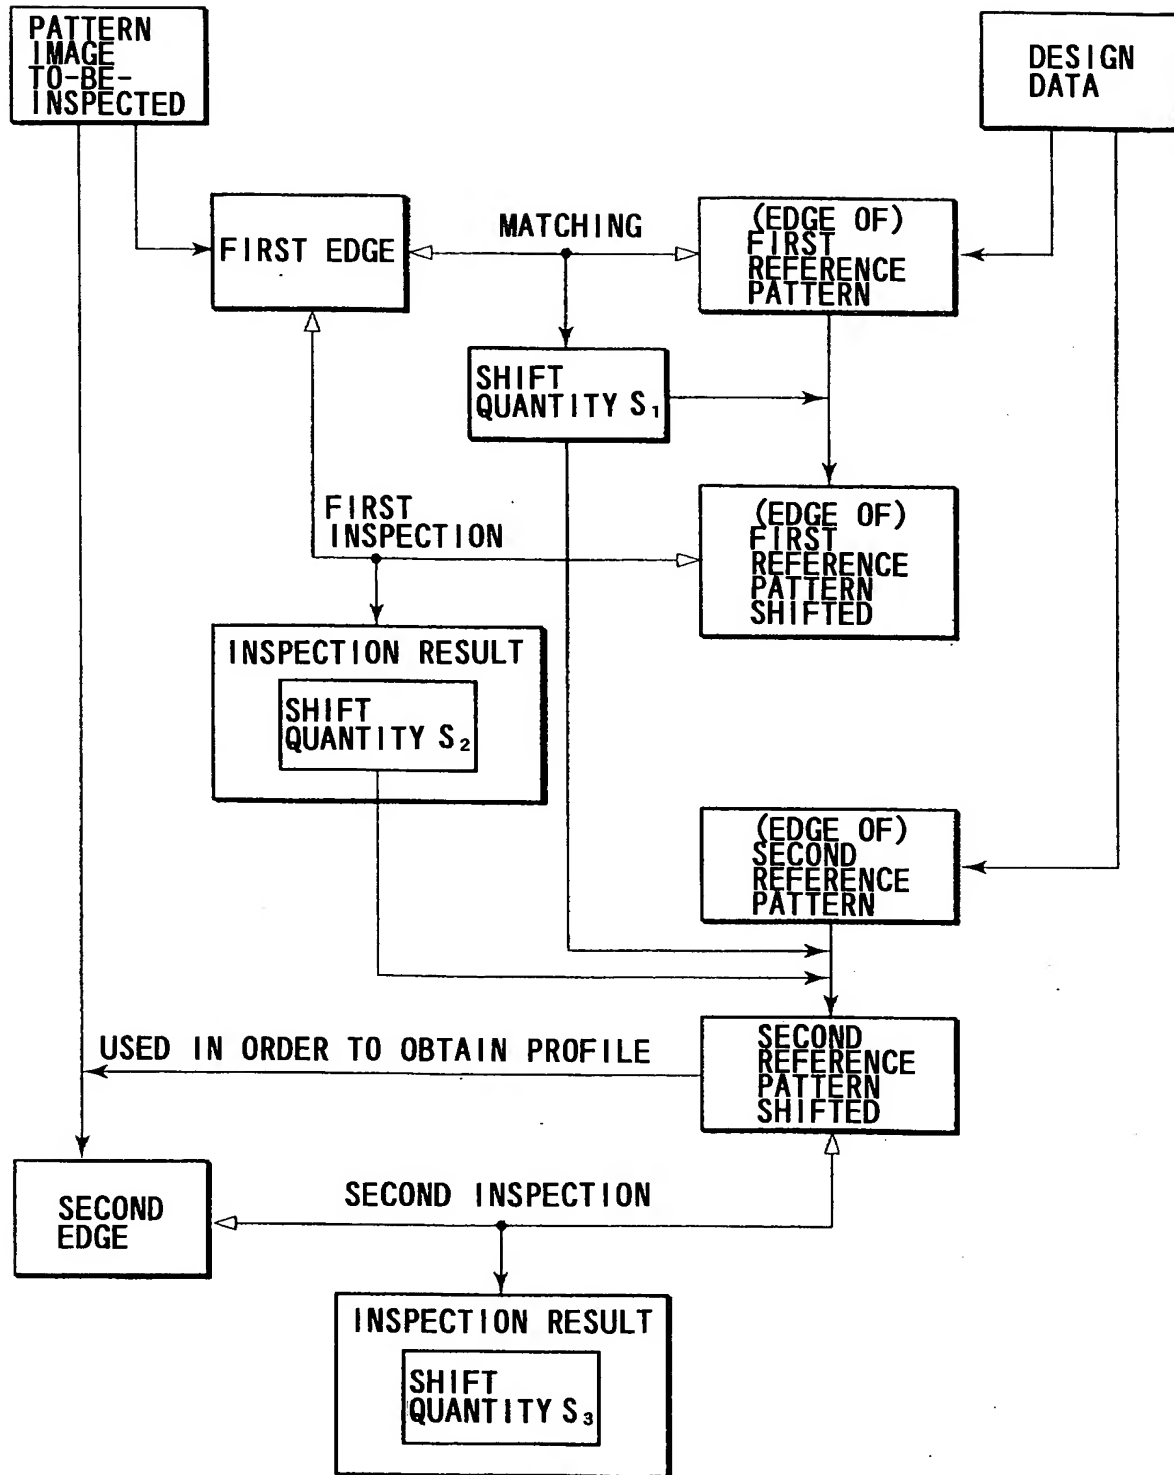 PATTERN
IMAGE
TO-BE-
INSPECTED
DESIGN
DATA
FIRST EDGE
MATCHING
(EDGE OF)
FIRST
REFERENCE
PATTERN
SHIFT
QUANTITY S₁
FIRST
INSPECTION
(EDGE OF)
FIRST
REFERENCE
PATTERN
SHIFTED
INSPECTION RESULT
SHIFT
QUANTITY S₂
(EDGE OF)
SECOND
REFERENCE
PATTERN
USED IN ORDER TO OBTAIN PROFILE
SECOND
REFERENCE
PATTERN
SHIFTED
SECOND
EDGE
SECOND INSPECTION
INSPECTION RESULT
SHIFT
QUANTITY S₃